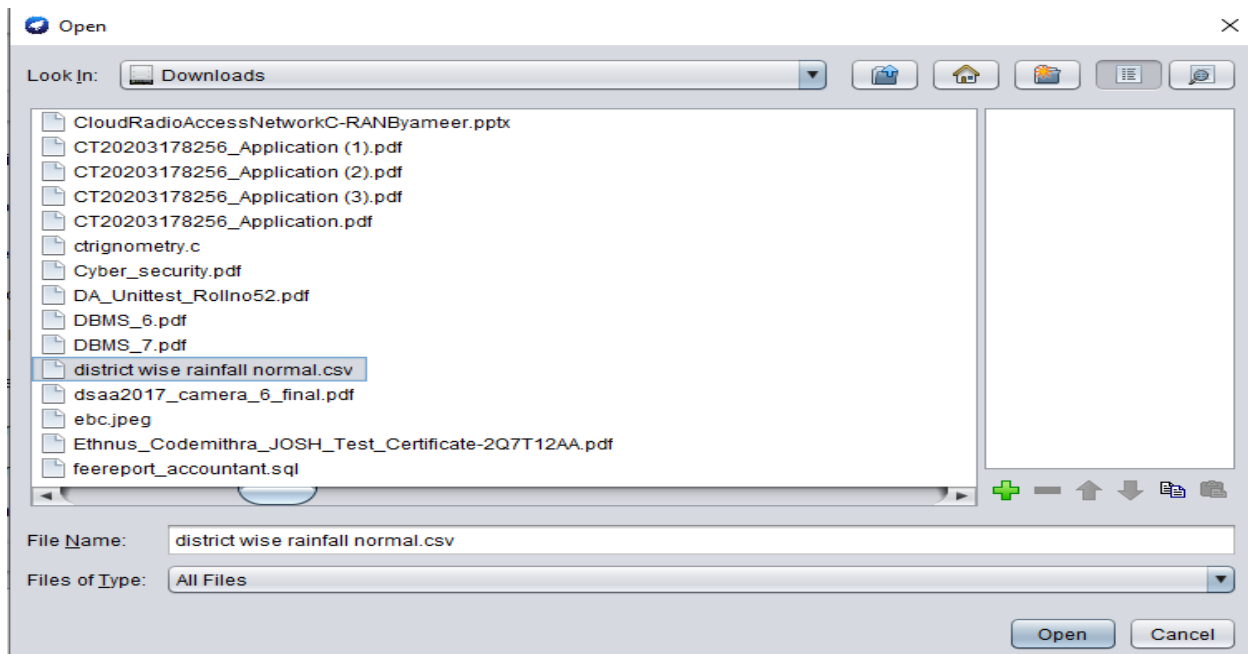 Open
Look In: Downloads
CloudRadioAccessNetworkC-RANByameer.pptx
CT20203178256_Application (1).pdf
CT20203178256_Application (2).pdf
CT20203178256_Application (3).pdf
CT20203178256_Application.pdf
ctrignometry.c
Cyber_security.pdf
DA_Unittest_Rollno52.pdf
DBMS_6.pdf
DBMS_7.pdf
district wise rainfall normal.csv
dsaa2017_camera_6_final.pdf
ebc.jpeg
Ethnus_Codemithra_JOSH_Test_Certificate-2Q7T12AA.pdf
feereport_accountant.sql
File Name: district wise rainfall normal.csv
Files of Type: All Files
Open Cancel